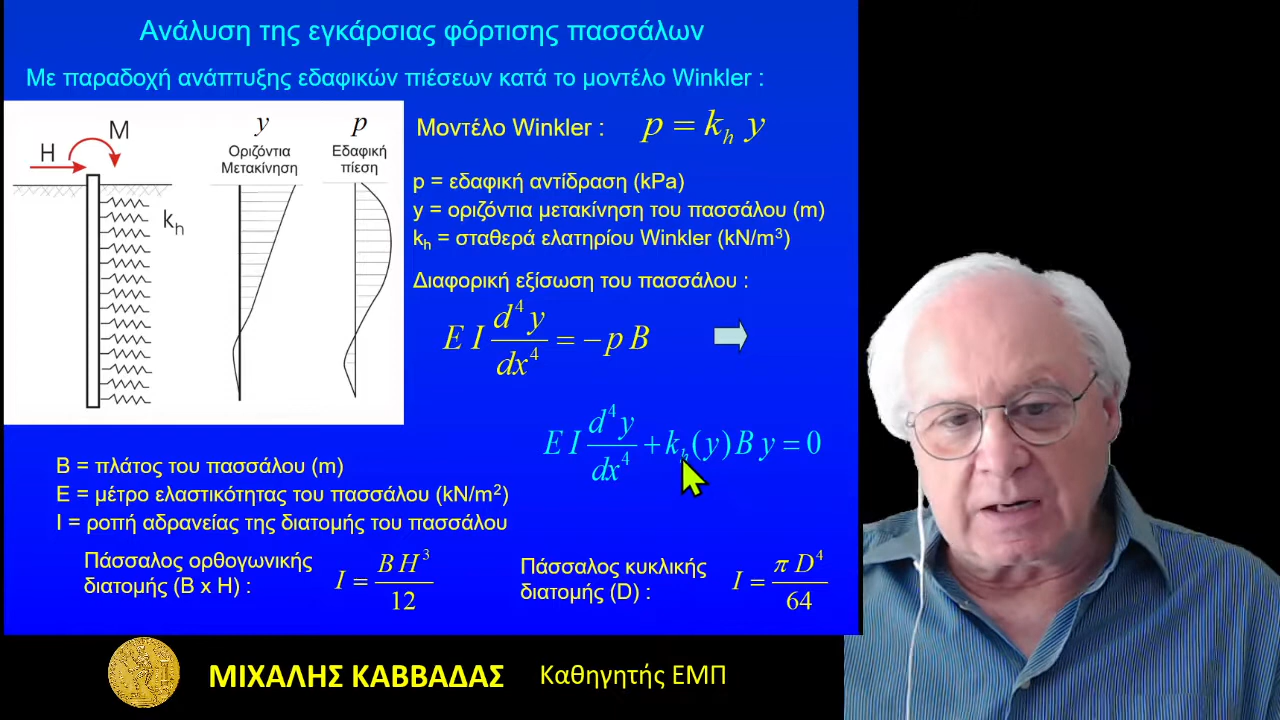 Ανάλυση της εγκάρσιας φόρτισης πασσάλων
Με παραδοχή ανάπτυξης εδαφικών πιέσεων κατά το μοντέλο Winkler :
M
H
k_h
y
Οριζόντια
Μετακίνηση
p
Εδαφική
πίεση
Μοντέλο Winkler : p = k_h y
p = εδαφική αντίδραση (kPa)
y = οριζόντια μετακίνηση του πασσάλου (m)
k_h = σταθερά ελατηρίου Winkler (kN/m³)
Διαφορική εξίσωση του πασσάλου :
E I d⁴y/dx⁴ = − p B
E I d⁴y/dx⁴ + k_h(y) B y = 0
B = πλάτος του πασσάλου (m)
E = μέτρο ελαστικότητας του πασσάλου (kN/m²)
I = ροπή αδρανείας της διατομής του πασσάλου
Πάσσαλος ορθογωνικής
διατομής (B x H) :
I = B H³/12
Πάσσαλος κυκλικής
διατομής (D) :
I = π D⁴/64
ΜΙΧΑΛΗΣ ΚΑΒΒΑΔΑΣ Καθηγητής ΕΜΠ